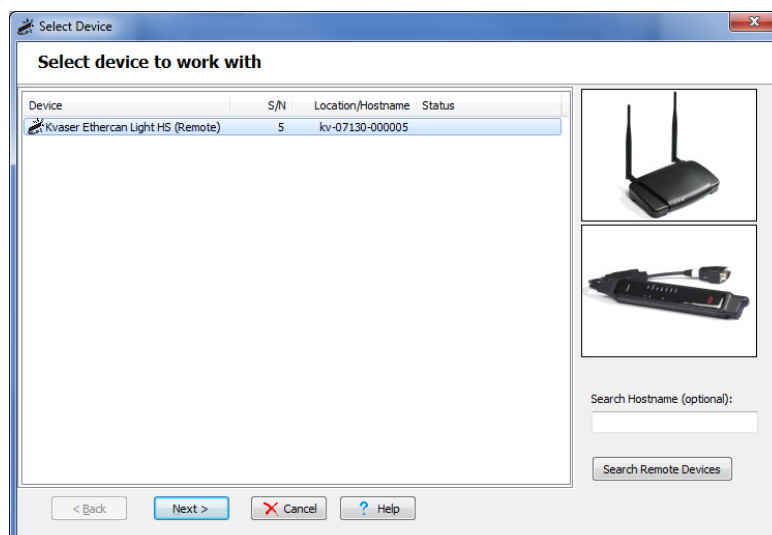 Select Device
Select device to work with
Device S/N Location/Hostname Status
Kvaser Ethercan Light HS (Remote) 5 kv-07130-000005
Search Hostname (optional):
Search Remote Devices
< Back Next > Cancel ? Help